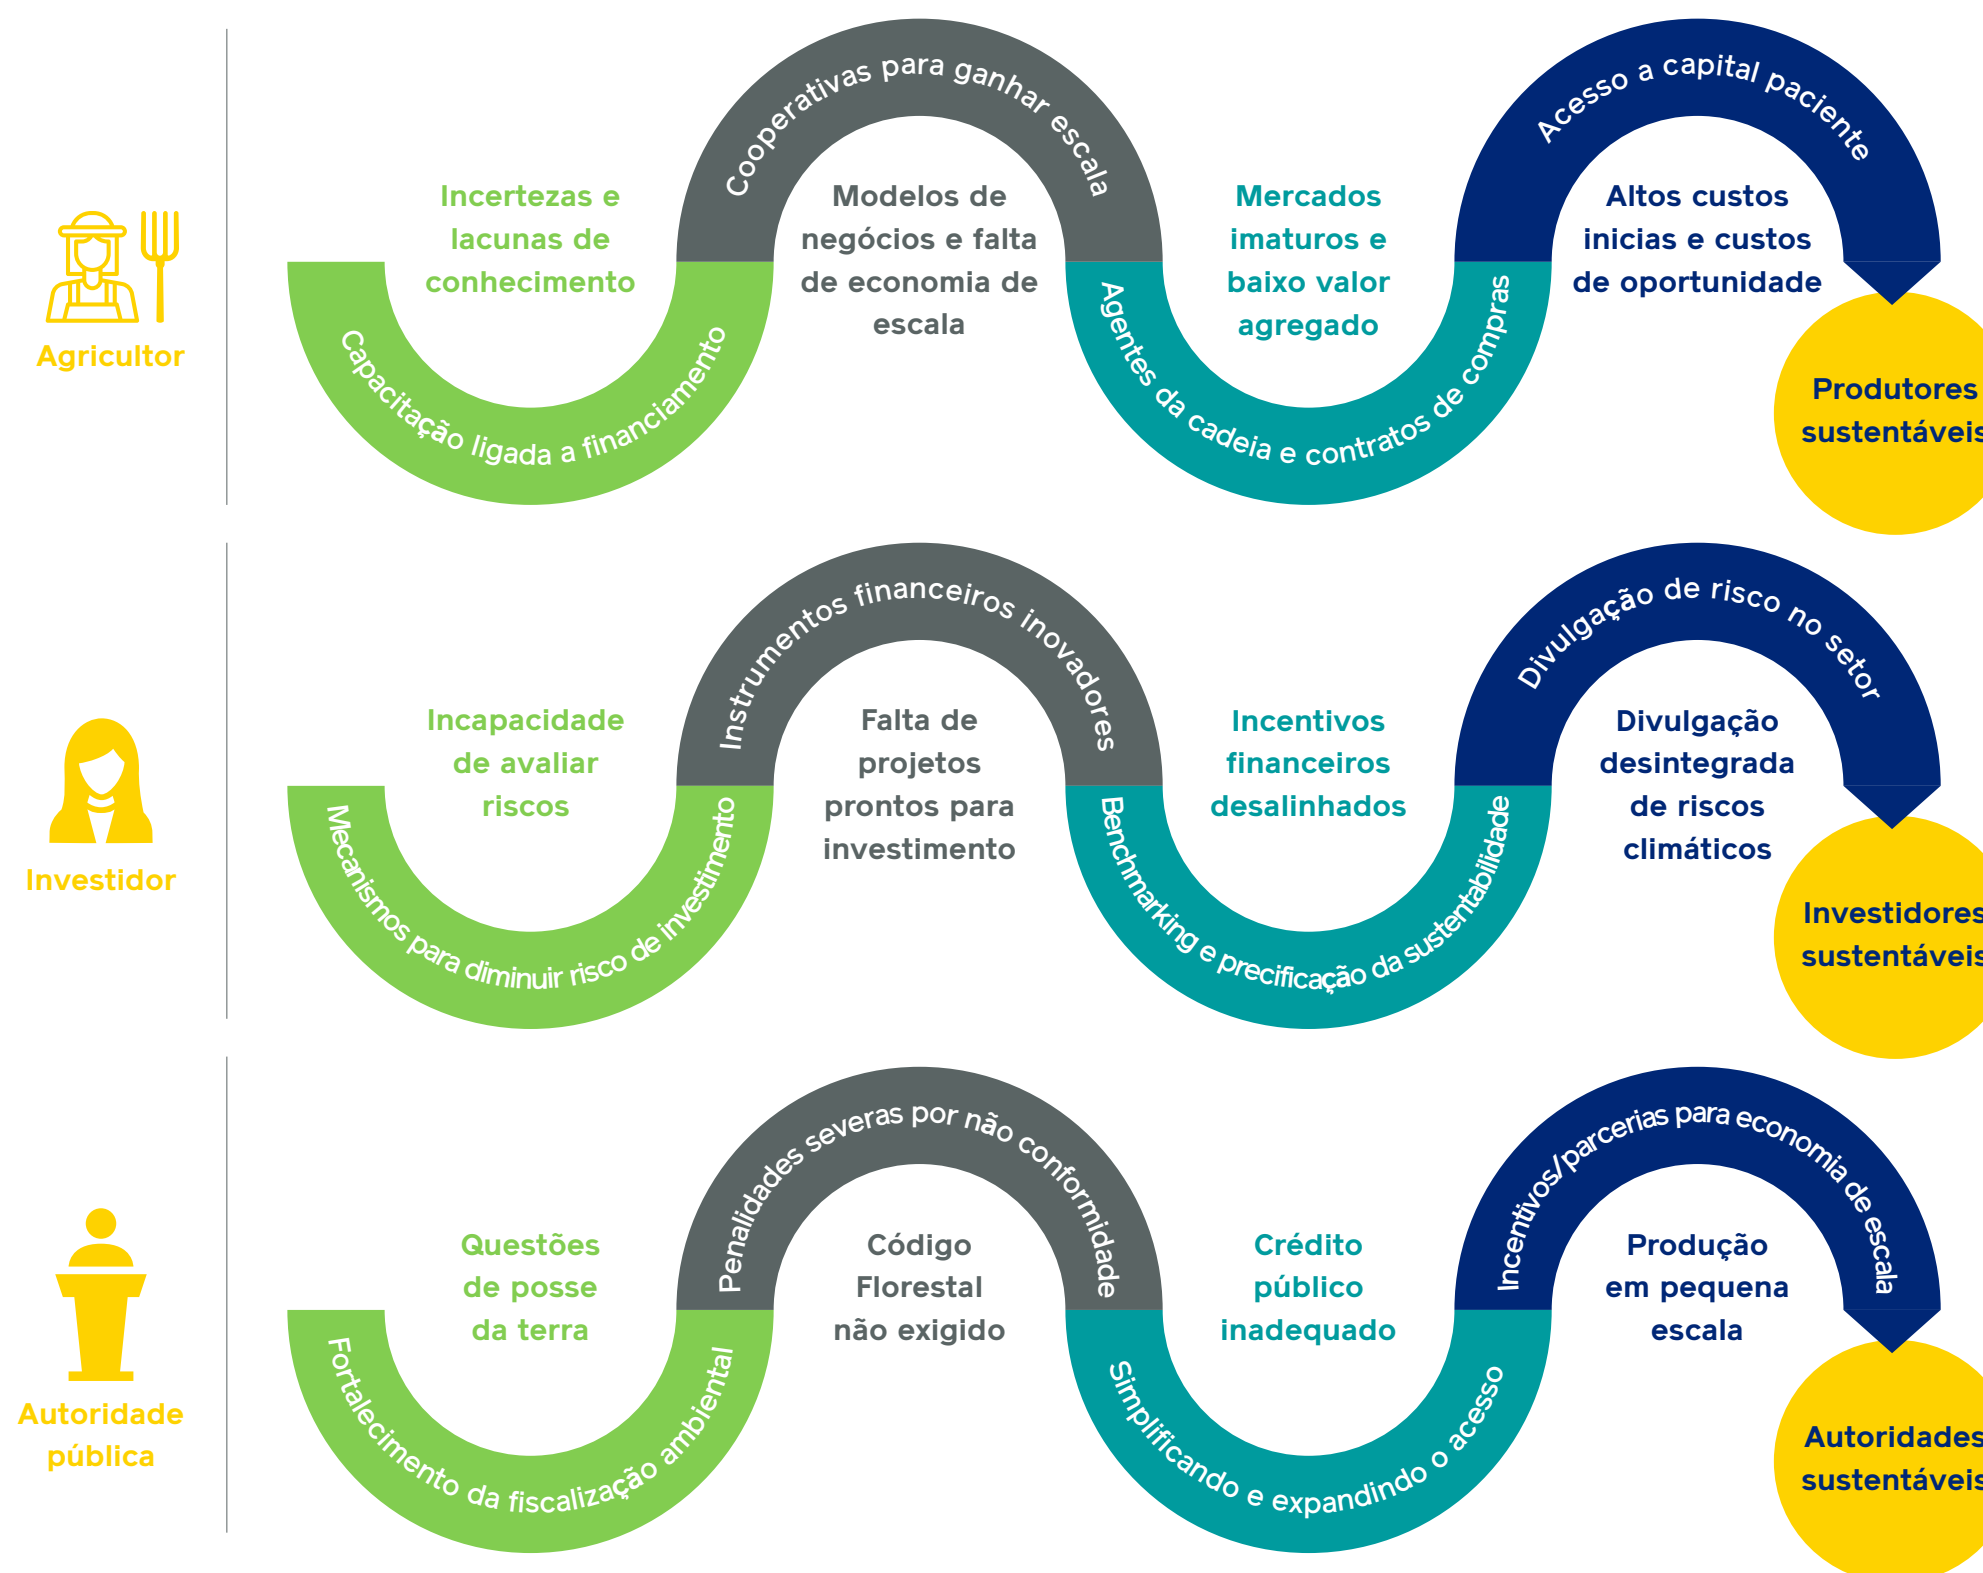 Agricultor
Incertezas e
lacunas de
conhecimento
Capacitação ligada a financiamento
Cooperativas para ganhar escala
Modelos de
negócios e falta
de economia de
escala
Mercados
imaturos e
baixo valor
agregado
Agentes da cadeia e contratos de compras
Acesso a capital paciente
Altos custos
inicias e custos
de oportunidade
Produtores
sustentáveis
Investidor
Incapacidade
de avaliar
riscos
Mecanismos para diminuir risco de investimento
Instrumentos financeiros inovadores
Falta de
projetos
prontos para
investimento
Incentivos
financeiros
desalinhados
Benchmarking e precificação da sustentabilidade
Divulgação de risco no setor
Divulgação
desintegrada
de riscos
climáticos
Investidores
sustentáveis
Autoridade
pública
Questões
de posse
da terra
Fortalecimento da fiscalização ambiental
Penalidades severas por não conformidade
Código
Florestal
não exigido
Crédito
público
inadequado
Simplificando e expandindo o acesso
Incentivos/parcerias para economia de escala
Produção
em pequena
escala
Autoridades
sustentáveis